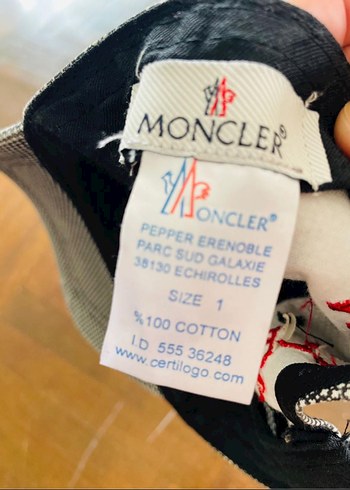 MONCLER®
MONCLER®
PEPPER ERENOBLE
PARC SUD GALAXIE
38130 ECHIROLLES
SIZE 1
%100 COTTON
I.D 555 36248
www.certilogo.com